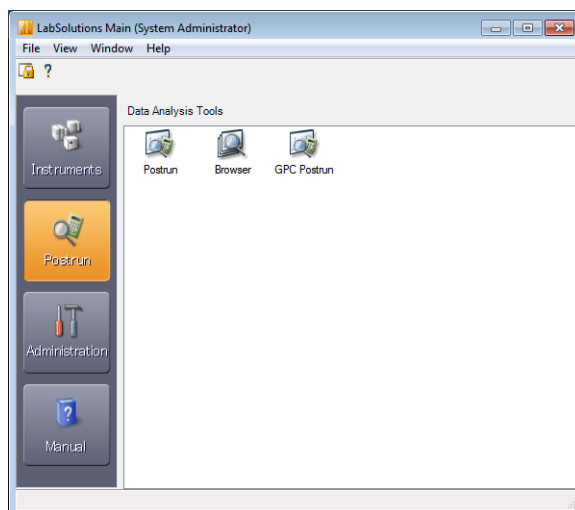 LabSolutions Main (System Administrator)
File View Window Help
?
Data Analysis Tools
Instruments
Postrun Browser GPC Postrun
Postrun
Administration
?
Manual